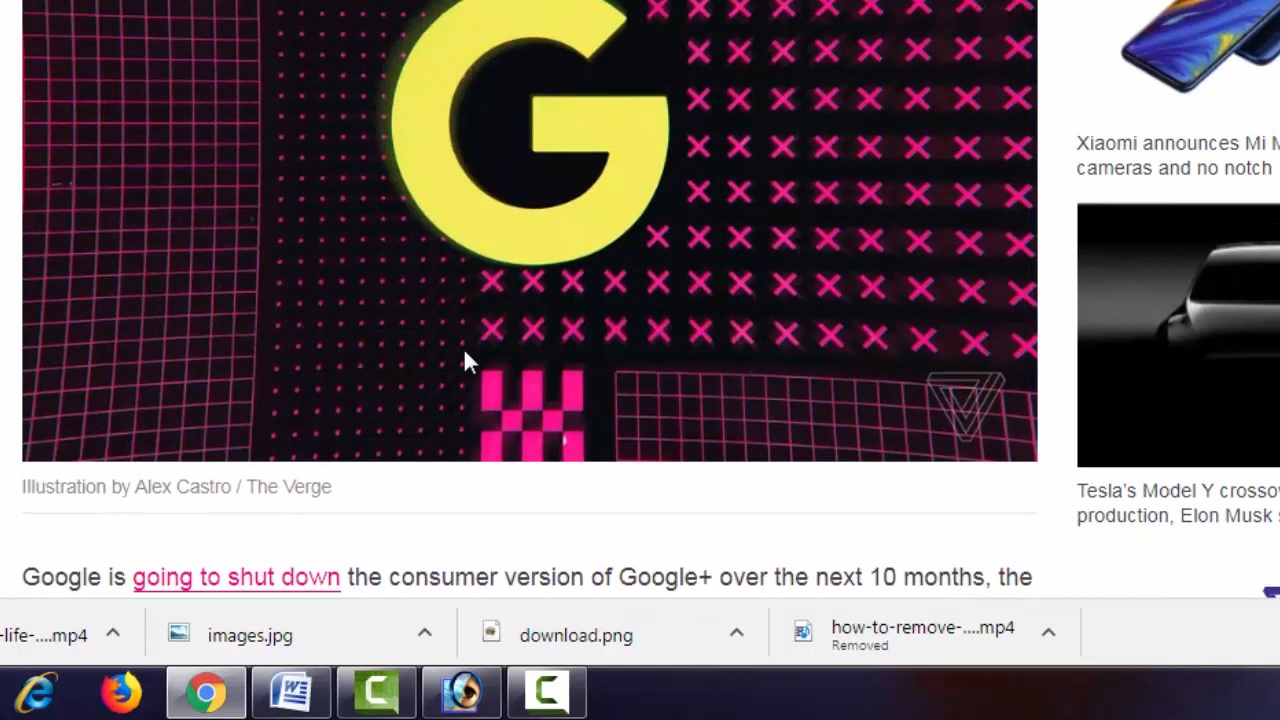 G
Xiaomi announces Mi M
cameras and no notch
Tesla's Model Y crosso
production, Elon Musk
Illustration by Alex Castro / The Verge
Google is going to shut down the consumer version of Google+ over the next 10 months, the
-life-....mp4
images.jpg
download.png
how-to-remove-....mp4
Removed